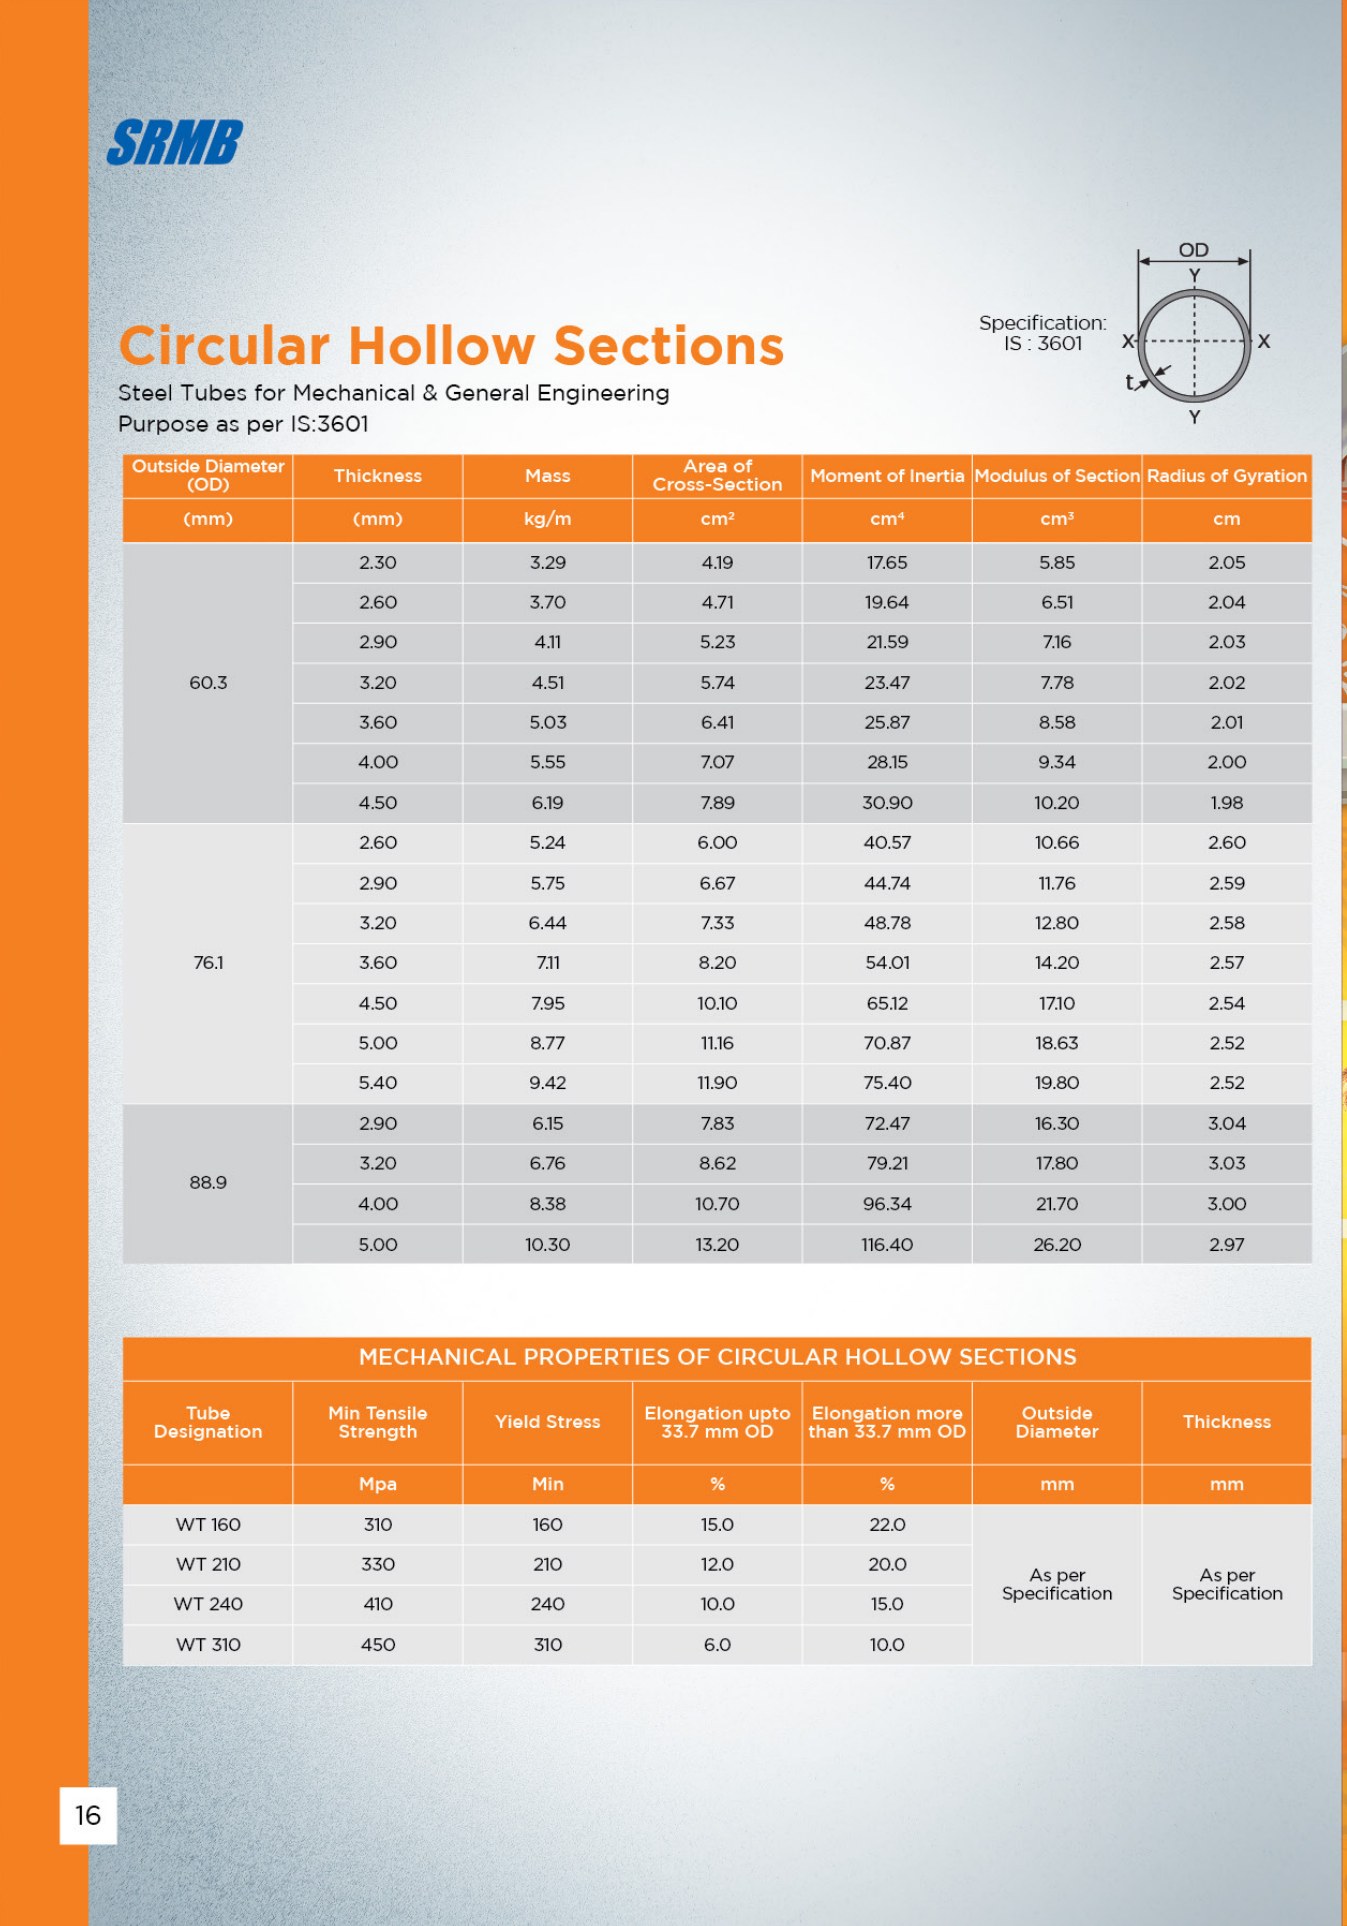 SRMB
OD
Y
Specification:
IS : 3601
X X
t
Y
Circular Hollow Sections
Steel Tubes for Mechanical & General Engineering
Purpose as per IS:3601
Outside Diameter (OD) Thickness Mass Area of Cross-Section Moment of Inertia Modulus of Section Radius of Gyration
(mm) (mm) kg/m cm² cm⁴ cm³ cm
60.3
2.30 3.29 4.19 17.65 5.85 2.05
2.60 3.70 4.71 19.64 6.51 2.04
2.90 4.11 5.23 21.59 7.16 2.03
3.20 4.51 5.74 23.47 7.78 2.02
3.60 5.03 6.41 25.87 8.58 2.01
4.00 5.55 7.07 28.15 9.34 2.00
4.50 6.19 7.89 30.90 10.20 1.98
76.1
2.60 5.24 6.00 40.57 10.66 2.60
2.90 5.75 6.67 44.74 11.76 2.59
3.20 6.44 7.33 48.78 12.80 2.58
3.60 7.11 8.20 54.01 14.20 2.57
4.50 7.95 10.10 65.12 17.10 2.54
5.00 8.77 11.16 70.87 18.63 2.52
5.40 9.42 11.90 75.40 19.80 2.52
88.9
2.90 6.15 7.83 72.47 16.30 3.04
3.20 6.76 8.62 79.21 17.80 3.03
4.00 8.38 10.70 96.34 21.70 3.00
5.00 10.30 13.20 116.40 26.20 2.97
MECHANICAL PROPERTIES OF CIRCULAR HOLLOW SECTIONS
Tube Designation Min Tensile Strength Yield Stress Elongation upto 33.7 mm OD Elongation more than 33.7 mm OD Outside Diameter Thickness
Mpa Min % % mm mm
WT 160 310 160 15.0 22.0
WT 210 330 210 12.0 20.0
As per Specification As per Specification
WT 240 410 240 10.0 15.0
WT 310 450 310 6.0 10.0
16